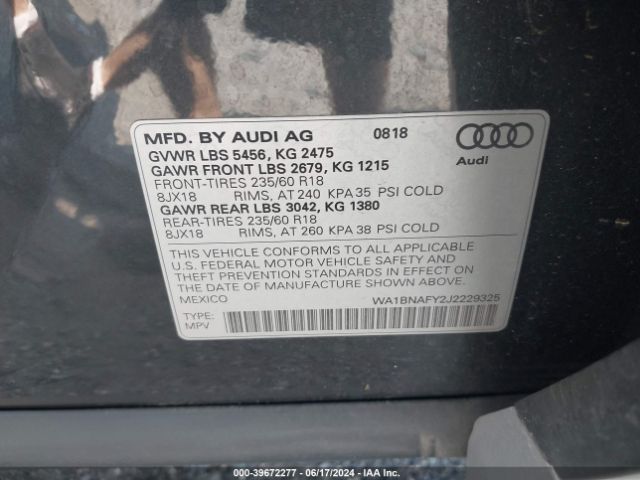 MFD. BY AUDI AG 0818
GVWR LBS 5456, KG 2475
GAWR FRONT LBS 2679, KG 1215
FRONT-TIRES 235/60 R18
8JX18 RIMS, AT 240 KPA 35 PSI COLD
GAWR REAR LBS 3042, KG 1380
REAR-TIRES 235/60 R18
8JX18 RIMS, AT 260 KPA 38 PSI COLD
Audi
THIS VEHICLE CONFORMS TO ALL APPLICABLE
U.S. FEDERAL MOTOR VEHICLE SAFETY AND
THEFT PREVENTION STANDARDS IN EFFECT ON
THE DATE OF MANUFACTURE SHOWN ABOVE.
MEXICO WA1BNAFY2J2229325
TYPE:
MPV
000-39672277 - 06/17/2024 - IAAI.COM